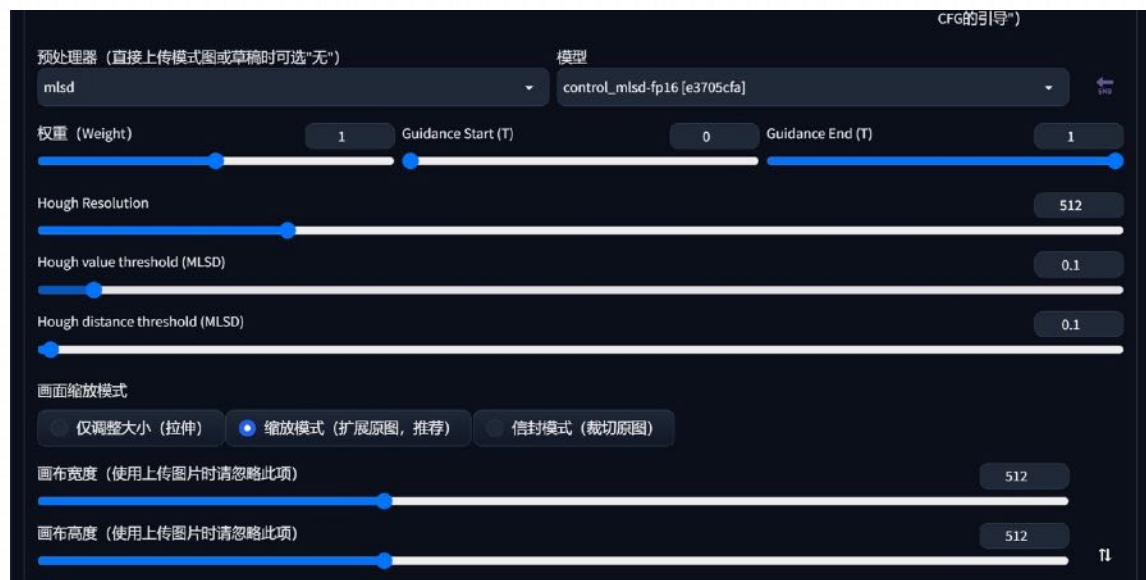 CFG的引导")
预处理器（直接上传模式图或草稿时可选"无"）
模型
mlsd
control_mlsd-fp16 [e3705cfa]
权重（Weight）
1
Guidance Start (T)
0
Guidance End (T)
1
Hough Resolution
512
Hough value threshold (MLSD)
0.1
Hough distance threshold (MLSD)
0.1
画面缩放模式
仅调整大小（拉伸）
缩放模式（扩展原图，推荐）
信封模式（裁切原图）
画布宽度（使用上传图片时请忽略此项）
512
画布高度（使用上传图片时请忽略此项）
512